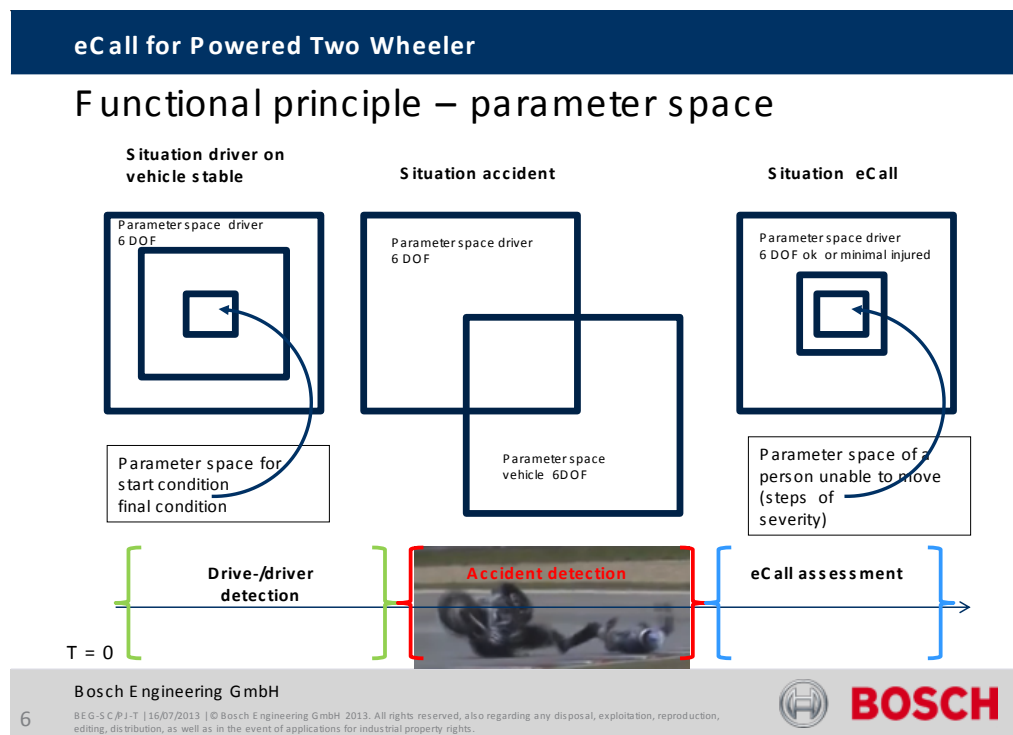 eCall for Powered Two Wheeler
Functional principle – parameter space
Situation driver on
vehicle stable
Situation accident
Situation eCall
Parameter space driver
6 DOF
Parameter space driver
6 DOF
Parameter space driver
6 DOF ok or minimal injured
Parameter space for
start condition
final condition
Parameter space
vehicle 6DOF
Parameter space of a
person unable to move
(steps of
severity)
Drive-/driver
detection
Accident detection
eCall assessment
T = 0
Bosch Engineering GmbH
6
BEG-SC/PJ-T | 16/07/2013 | © Bosch Engineering GmbH 2013. All rights reserved, also regarding any disposal, exploitation, reproduction,
editing, distribution, as well as in the event of applications for industrial property rights.
BOSCH